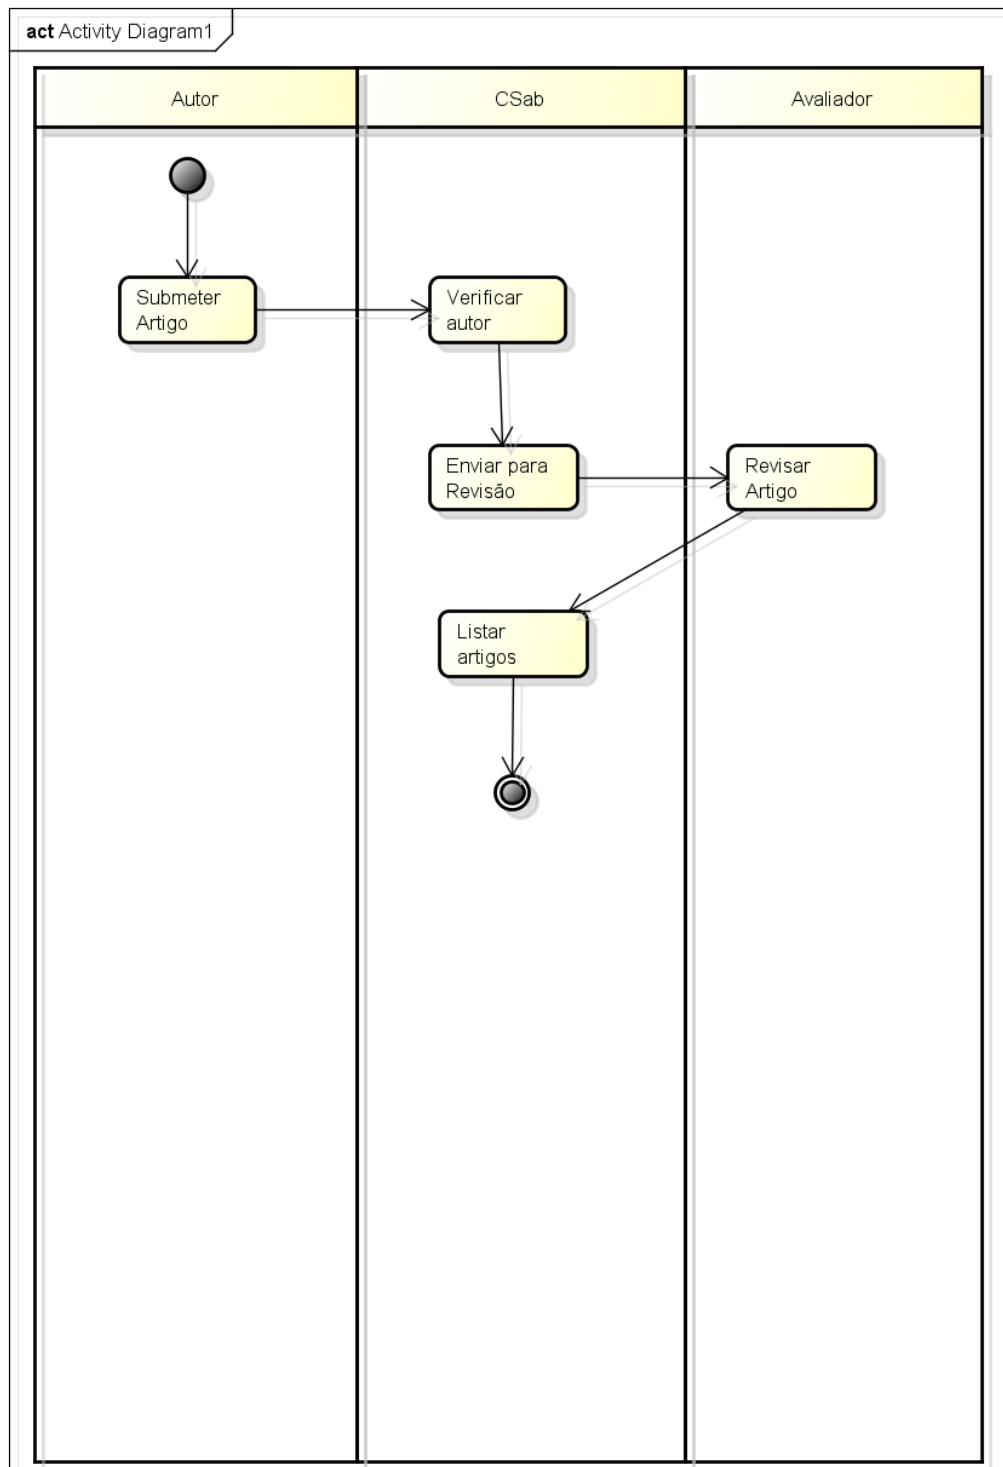 act Activity Diagram1
Autor
CSab
Avaliador
Submeter
Artigo
Verificar
autor
Enviar para
Revisão
Revisar
Artigo
Listar
artigos